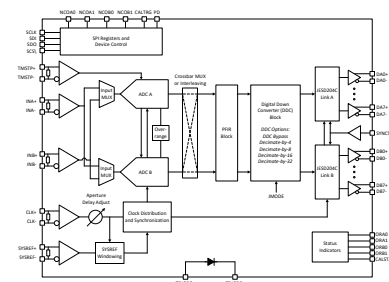 NCOA0 NCOA1 NCOB0 NCOB1 CALTRG PD
SCLK
SDI
SDO
SCS\
SPI Registers and
Device Control
TMSTP+
TMSTP-
INA+
INA-
Input
MUX
ADC A
Crossbar MUX
or Interleaving
Over-
range
PFIR
Block
Digital Down
Converter (DDC)
Block
DDC Options:
DDC Bypass
Decimate-by-4
Decimate-by-8
Decimate-by-16
Decimate-by-32
JMODE
JESD204C
Link A
DA0+
DA0-
DA7+
DA7-
INB+
INB-
Input
MUX
ADC B
JESD204C
Link B
DB0+
DB0-
DB7+
DB7-
Aperture
Delay Adjust
CLK+
CLK-
Clock Distribution
and Synchronization
SYSREF+
SYSREF-
SYSREF
Windowing
Status
Indicators
ORA0
ORA1
ORB0
ORB1